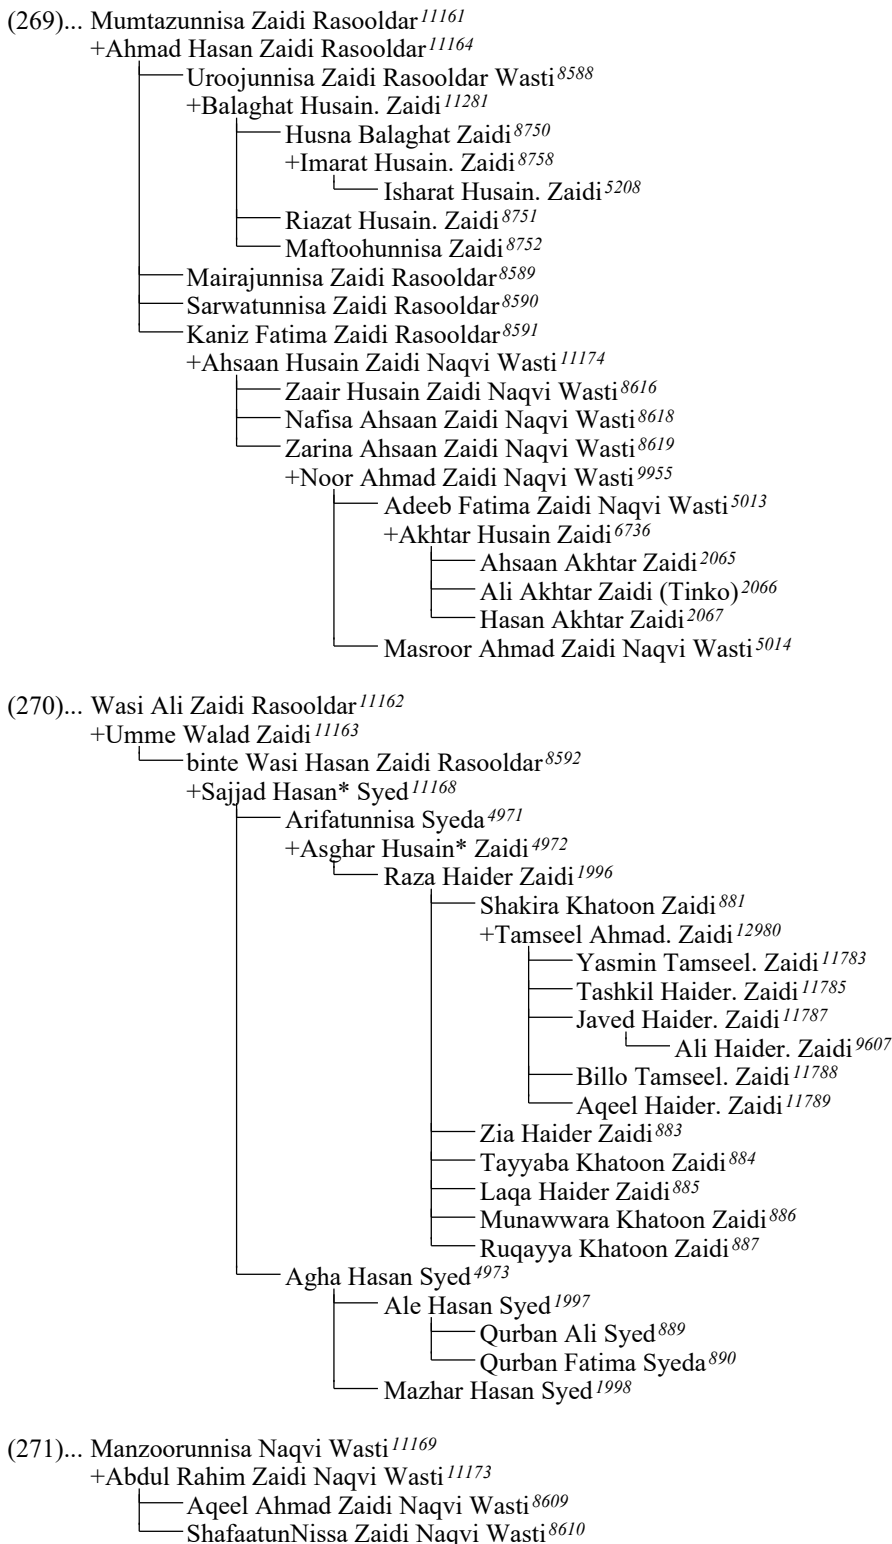 (269)... Mumtazunnisa Zaidi Rasooldar 11161
+Ahmad Hasan Zaidi Rasooldar 11164
Uroojunnisa Zaidi Rasooldar Wasti 8588
+Balaghat Husain. Zaidi 11281
Husna Balaghat Zaidi 8750
+Imarat Husain. Zaidi 8758
Isharat Husain. Zaidi 5208
Riazat Husain. Zaidi 8751
Maftoohunnisa Zaidi 8752
Mairajunnisa Zaidi Rasooldar 8589
Sarwatunnisa Zaidi Rasooldar 8590
Kaniz Fatima Zaidi Rasooldar 8591
+Ahsaan Husain Zaidi Naqvi Wasti 11174
Zaair Husain Zaidi Naqvi Wasti 8616
Nafisa Ahsaan Zaidi Naqvi Wasti 8618
Zarina Ahsaan Zaidi Naqvi Wasti 8619
+Noor Ahmad Zaidi Naqvi Wasti 9955
Adeeb Fatima Zaidi Naqvi Wasti 5013
+Akhtar Husain Zaidi 6736
Ahsaan Akhtar Zaidi 2065
Ali Akhtar Zaidi (Tinko) 2066
Hasan Akhtar Zaidi 2067
Masroor Ahmad Zaidi Naqvi Wasti 5014
(270)... Wasi Ali Zaidi Rasooldar 11162
+Umme Walad Zaidi 11163
binte Wasi Hasan Zaidi Rasooldar 8592
+Sajjad Hasan* Syed 11168
Arifatunnisa Syeda 4971
+Asghar Husain* Zaidi 4972
Raza Haider Zaidi 1996
Shakira Khatoon Zaidi 881
+Tamseel Ahmad. Zaidi 12980
Yasmin Tamseel. Zaidi 11783
Tashkil Haider. Zaidi 11785
Javed Haider. Zaidi 11787
Ali Haider. Zaidi 9607
Billo Tamseel. Zaidi 11788
Aqeel Haider. Zaidi 11789
Zia Haider Zaidi 883
Tayyaba Khatoon Zaidi 884
Laqa Haider Zaidi 885
Munawwara Khatoon Zaidi 886
Ruqayya Khatoon Zaidi 887
Agha Hasan Syed 4973
Ale Hasan Syed 1997
Qurban Ali Syed 889
Qurban Fatima Syeda 890
Mazhar Hasan Syed 1998
(271)... Manzoorunnisa Naqvi Wasti 11169
+Abdul Rahim Zaidi Naqvi Wasti 11173
Aqeel Ahmad Zaidi Naqvi Wasti 8609
ShafaatunNissa Zaidi Naqvi Wasti 8610